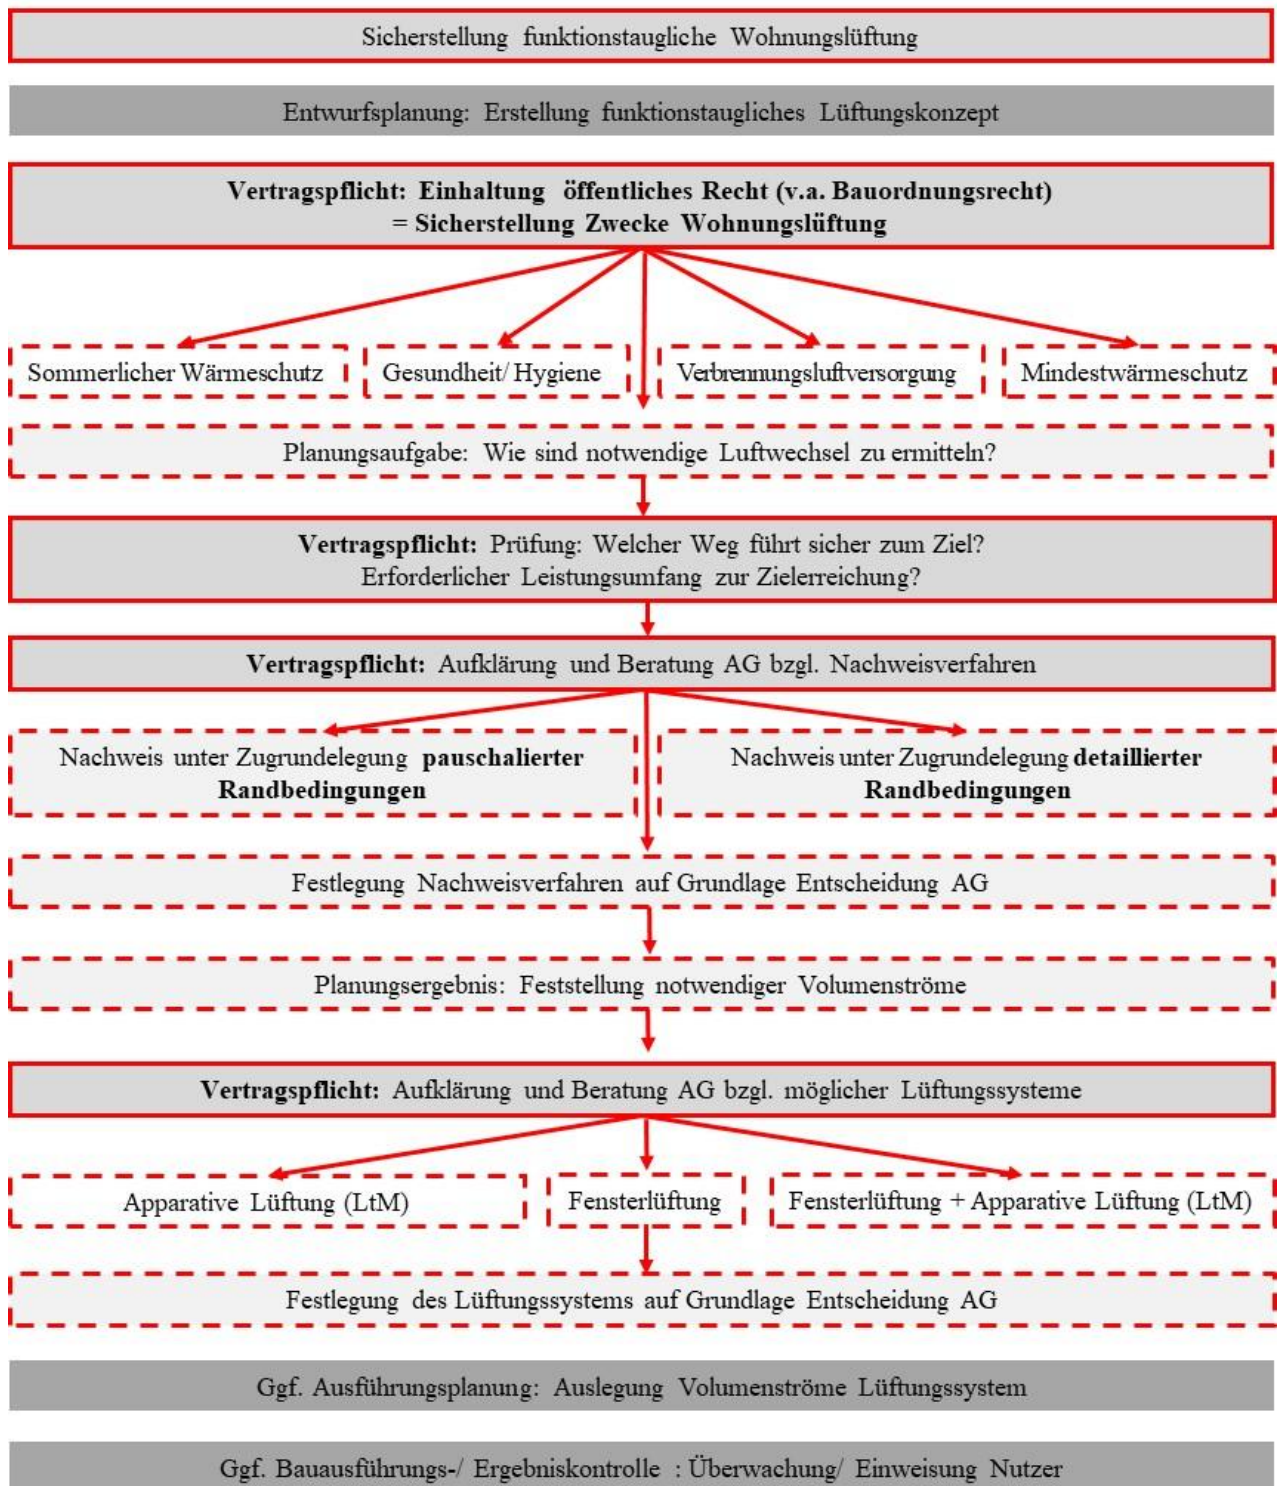 Sicherstellung funktionstaugliche Wohnungslüftung
Entwurfsplanung: Erstellung funktionstaugliches Lüftungskonzept
Vertragspflicht: Einhaltung öffentliches Recht (v.a. Bauordnungsrecht)
= Sicherstellung Zwecke Wohnungslüftung
Sommerlicher Wärmeschutz
Gesundheit/ Hygiene
Verbrennungsluftversorgung
Mindestwärmeschutz
Planungsaufgabe: Wie sind notwendige Luftwechsel zu ermitteln?
Vertragspflicht: Prüfung: Welcher Weg führt sicher zum Ziel?
Erforderlicher Leistungsumfang zur Zielerreichung?
Vertragspflicht: Aufklärung und Beratung AG bzgl. Nachweisverfahren
Nachweis unter Zugrundelegung pauschalierter
Randbedingungen
Nachweis unter Zugrundelegung detaillierter
Randbedingungen
Festlegung Nachweisverfahren auf Grundlage Entscheidung AG
Planungsergebnis: Feststellung notwendiger Volumenströme
Vertragspflicht: Aufklärung und Beratung AG bzgl. möglicher Lüftungssysteme
Apparative Lüftung (LtM)
Fensterlüftung
Fensterlüftung + Apparative Lüftung (LtM)
Festlegung des Lüftungssystems auf Grundlage Entscheidung AG
Ggf. Ausführungsplanung: Auslegung Volumenströme Lüftungssystem
Ggf. Bauausführungs-/ Ergebniskontrolle : Überwachung/ Einweisung Nutzer